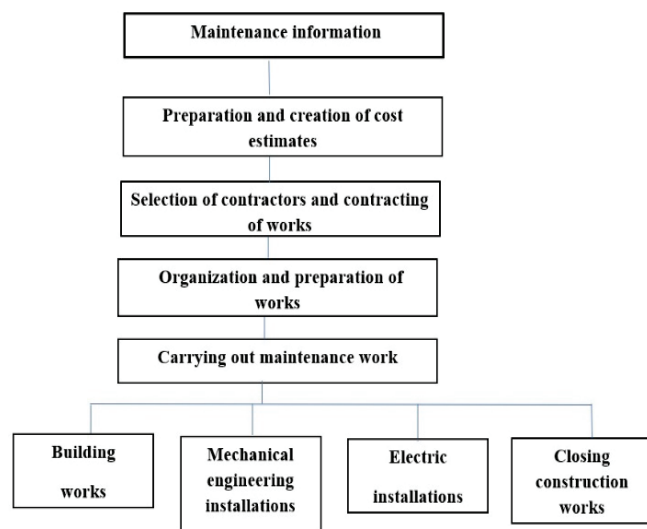 Maintenance information
Preparation and creation of cost
estimates
Selection of contractors and contracting
of works
Organization and preparation of
works
Carrying out maintenance work
Building
works
Mechanical
engineering
installations
Electric
installations
Closing
construction
works